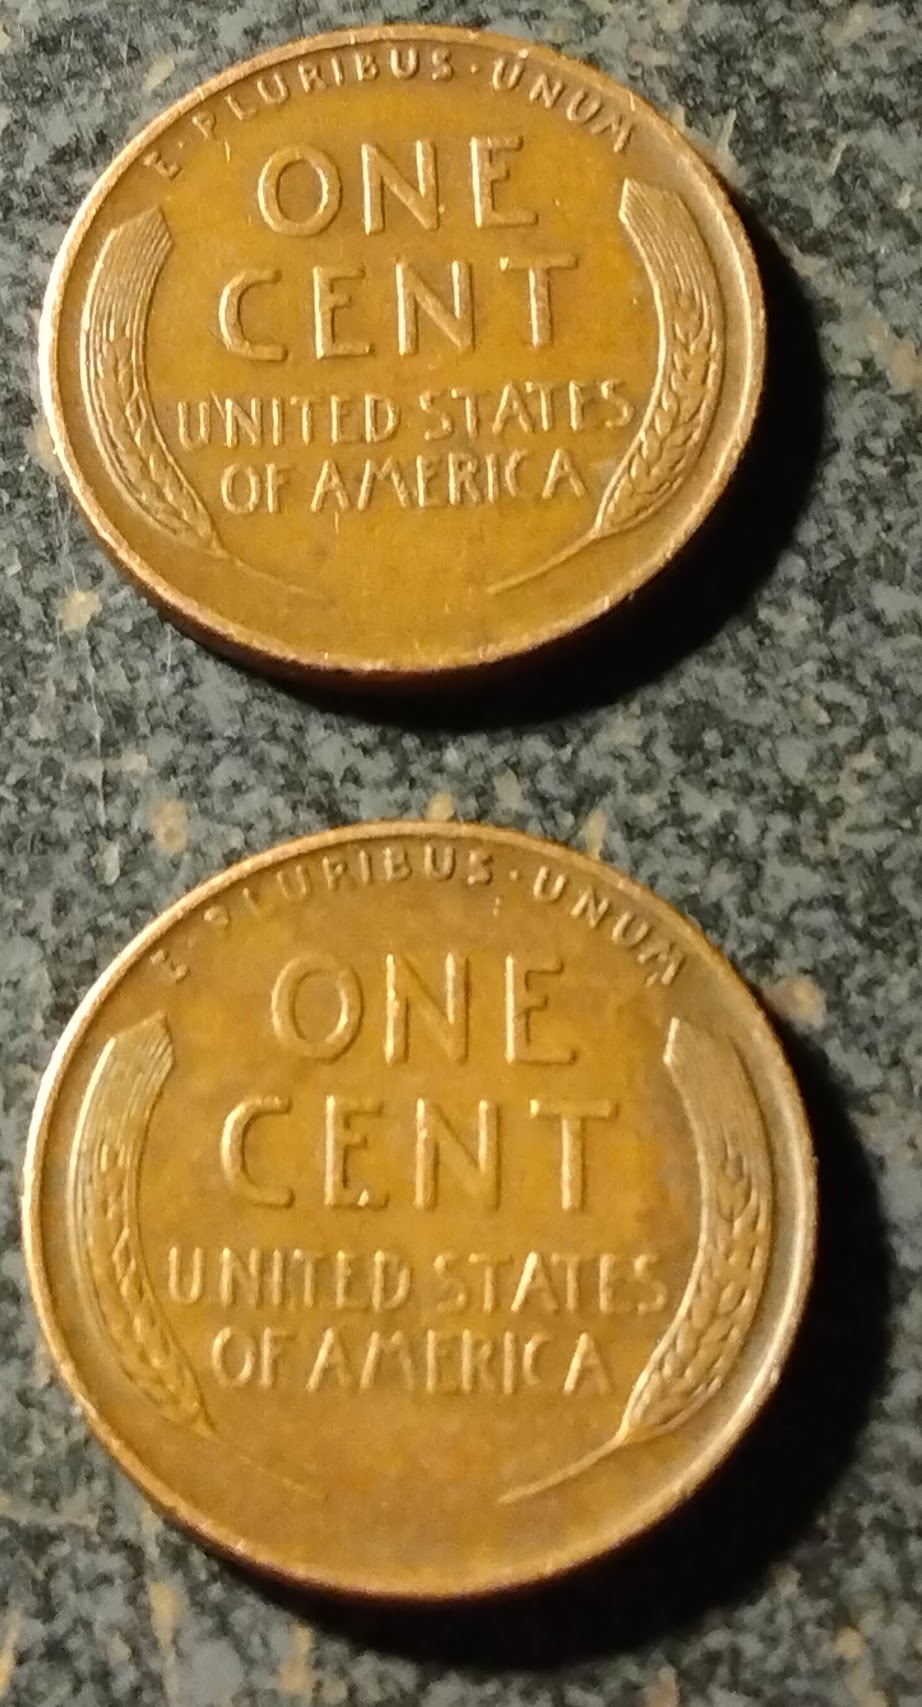 E·PLURIBUS·UNUM
ONE
CENT
UNITED STATES
OF AMERICA
E·PLURIBUS·UNUM
ONE
CENT
UNITED STATES
OF AMERICA